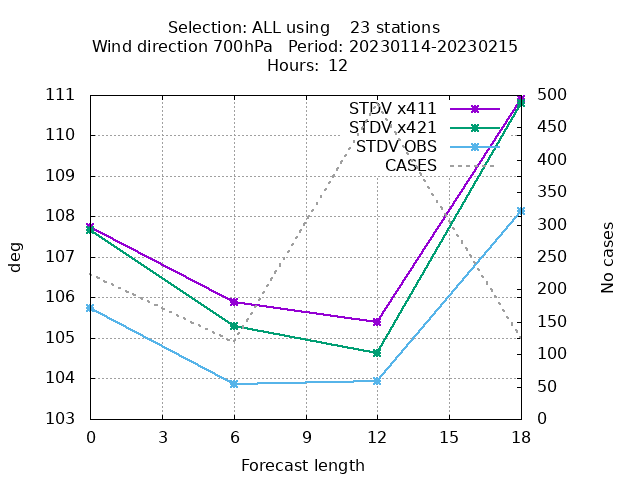 Selection: ALL using 23 stations
Wind direction 700hPa Period: 20230114-20230215
Hours: 12
STDV x411
STDV x421
STDV OBS
CASES
111
110
109
108
107
106
105
104
103
deg
500
450
400
350
300
250
200
150
100
50
0
No cases
0 3 6 9 12 15 18
Forecast length